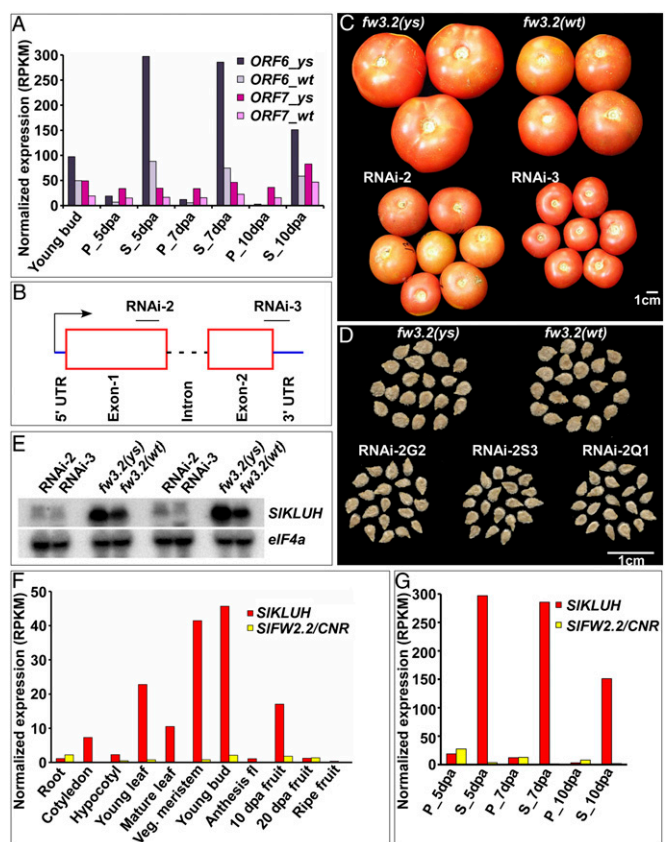 A
Normalized expression (RPKM)
300
250
200
150
100
50
0
ORF6_ys
ORF6_wt
ORF7_ys
ORF7_wt
Young bud
P_5dpa
S_5dpa
P_7dpa
S_7dpa
P_10dpa
S_10dpa
B
RNAi-2
RNAi-3
5' UTR
Exon-1
Intron
Exon-2
3' UTR
C
fw3.2(ys)
fw3.2(wt)
RNAi-2
RNAi-3
1cm
D
fw3.2(ys)
fw3.2(wt)
RNAi-2G2
RNAi-2S3
RNAi-2Q1
1cm
E
RNAi-2
RNAi-3
fw3.2(ys)
fw3.2(wt)
RNAi-2
RNAi-3
fw3.2(ys)
fw3.2(wt)
SlKLUH
eIF4a
F
Normalized expression (RPKM)
50
40
30
20
10
0
SlKLUH
SlFW2.2/CNR
Root
Cotyledon
Hypocotyl
Young leaf
Mature leaf
Veg. meristem
Young bud
Anthesis fl
10 dpa fruit
20 dpa fruit
Ripe fruit
G
Normalized expression (RPKM)
300
250
200
150
100
50
0
SlKLUH
SlFW2.2/CNR
P_5dpa
S_5dpa
P_7dpa
S_7dpa
P_10dpa
S_10dpa